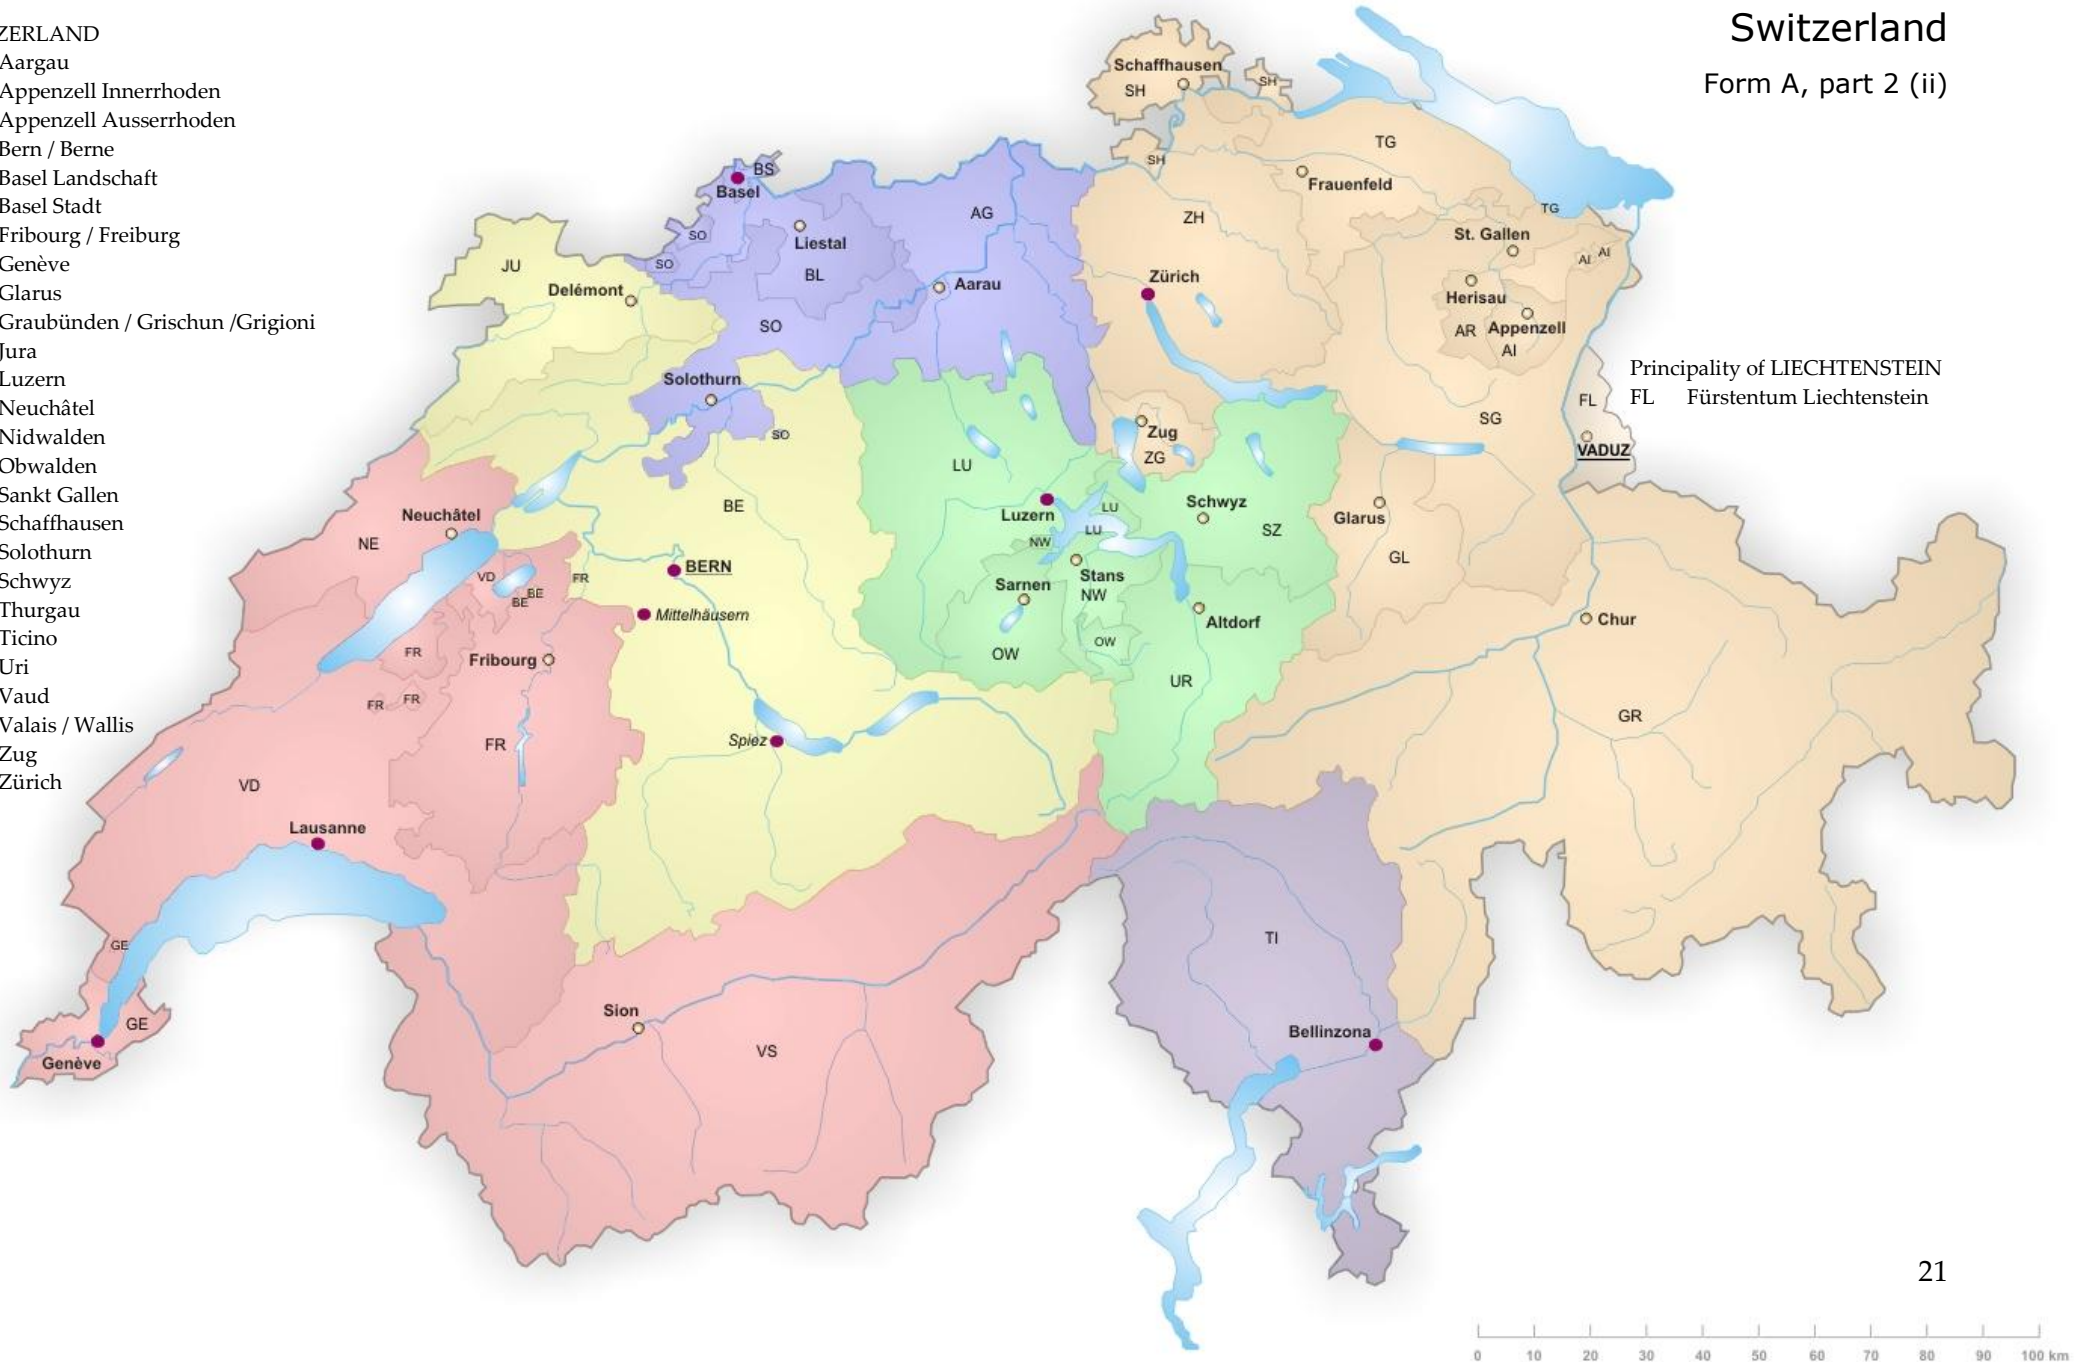 ZERLAND
Aargau
Appenzell Innerrhoden
Appenzell Ausserrhoden
Bern / Berne
Basel Landschaft
Basel Stadt
Fribourg / Freiburg
Genève
Glarus
Graubünden / Grischun /Grigioni
Jura
Luzern
Neuchâtel
Nidwalden
Obwalden
Sankt Gallen
Schaffhausen
Solothurn
Schwyz
Thurgau
Ticino
Uri
Vaud
Valais / Wallis
Zug
Zürich
Switzerland
Form A, part 2 (ii)
Schaffhausen
SH
SH
SH
TG
Frauenfeld
TG
BS
Basel
SO
SO
Liestal
BL
AG
Aarau
SO
ZH
Zürich
St. Gallen
AI
AI
Herisau
AR
Appenzell
AI
JU
Delémont
Solothurn
SO
Principality of LIECHTENSTEIN
FL Fürstentum Liechtenstein
FL
VADUZ
SG
Zug
ZG
LU
BE
Luzern
LU
LU
NW
Schwyz
SZ
Glarus
GL
Neuchâtel
NE
VD
BE
BE
FR
BERN
Mittelhäusern
Sarnen
Stans
NW
OW
OW
Altdorf
UR
Chur
GR
FR
Fribourg
FR
FR
FR
Spiez
VD
Lausanne
GE
GE
Genève
Sion
VS
TI
Bellinzona
21
0 10 20 30 40 50 60 70 80 90 100 km